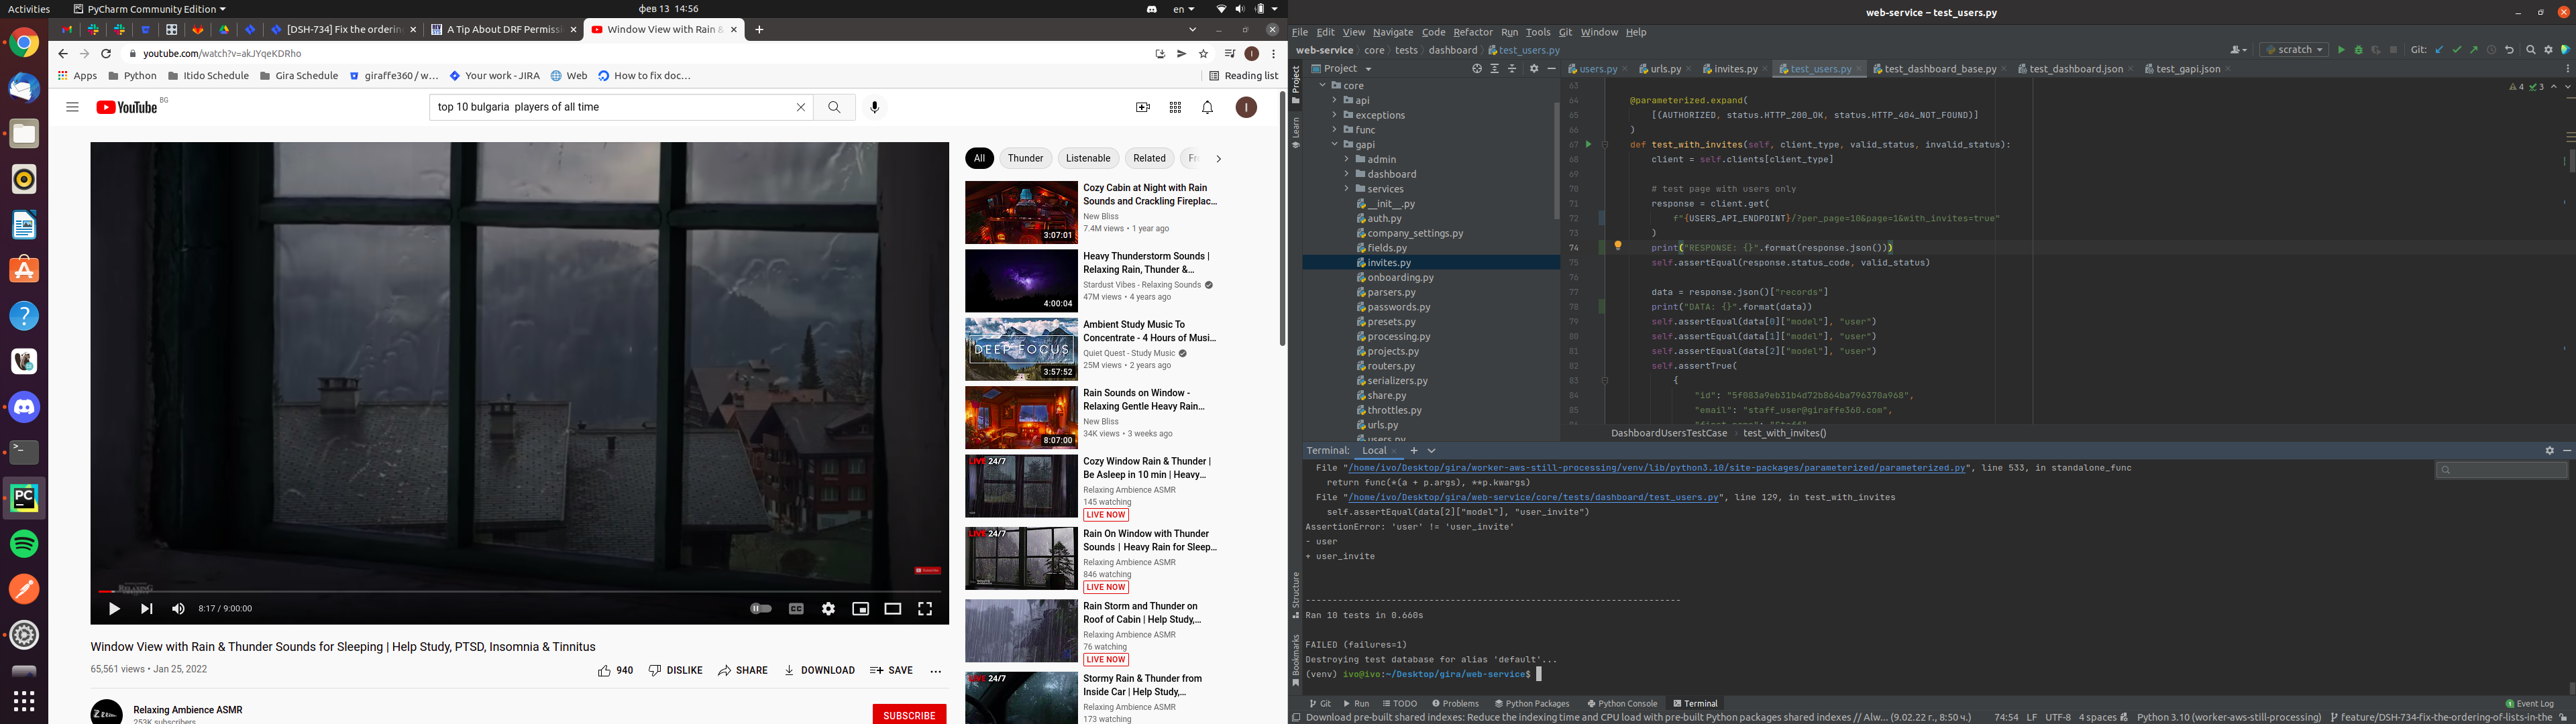 Activities
PyCharm Community Edition
фев 13 14:56
en
[DSH-734] Fix the ordering
A Tip About DRF Permiss
Window View with Rain &
youtube.com/watch?v=akJYqeKDRho
Apps
Python
Itido Schedule
Gira Schedule
giraffe360 / w…
Your work - JIRA
Web
How to fix doc…
Reading list
YouTube BG
top 10 bulgaria players of all time
I
8:17 / 9:00:00
Window View with Rain & Thunder Sounds for Sleeping | Help Study, PTSD, Insomnia & Tinnitus
65,561 views • Jan 25, 2022
940
DISLIKE
SHARE
DOWNLOAD
SAVE
Relaxing Ambience ASMR
253K subscribers
SUBSCRIBE
All
Thunder
Listenable
Related
Cozy Cabin at Night with Rain
Sounds and Crackling Fireplac…
New Bliss
7.4M views • 1 year ago
3:07:01
Heavy Thunderstorm Sounds |
Relaxing Rain, Thunder &…
Stardust Vibes - Relaxing Sounds
47M views • 4 years ago
4:00:04
Ambient Study Music To
Concentrate - 4 Hours of Musi…
Quiet Quest - Study Music
25M views • 2 years ago
DEEP FOCUS
3:57:52
Rain Sounds on Window -
Relaxing Gentle Heavy Rain…
New Bliss
34K views • 3 weeks ago
8:07:00
LIVE 24/7
Cozy Window Rain & Thunder |
Be Asleep in 10 min | Heavy…
Relaxing Ambience ASMR
145 watching
LIVE NOW
LIVE 24/7
Rain On Window with Thunder
Sounds | Heavy Rain for Sleep…
Relaxing Ambience ASMR
846 watching
LIVE NOW
Rain Storm and Thunder on
Roof of Cabin | Help Study,…
Relaxing Ambience ASMR
76 watching
LIVE NOW
Stormy Rain & Thunder from
Inside Car | Help Study,…
Relaxing Ambience ASMR
173 watching
web-service – test_users.py
File Edit View Navigate Code Refactor Run Tools Git Window Help
web-service core tests dashboard test_users.py
scratch
Git:
Project
users.py urls.py invites.py test_users.py test_dashboard_base.py test_dashboard.json test_gapi.json
Project
Learn
Structure
Bookmarks
core
api
exceptions
func
gapi
admin
dashboard
services
__init__.py
auth.py
company_settings.py
fields.py
invites.py
onboarding.py
parsers.py
passwords.py
presets.py
processing.py
projects.py
routers.py
serializers.py
share.py
throttles.py
urls.py
users.py
4 3
63
64 @parameterized.expand(
65 [(AUTHORIZED, status.HTTP_200_OK, status.HTTP_404_NOT_FOUND)]
66 )
67 def test_with_invites(self, client_type, valid_status, invalid_status):
68 client = self.clients[client_type]
69
70 # test page with users only
71 response = client.get(
72 f"{USERS_API_ENDPOINT}/?per_page=10&page=1&with_invites=true"
73 )
74 print("RESPONSE: {}".format(response.json()))
75 self.assertEqual(response.status_code, valid_status)
76
77 data = response.json()["records"]
78 print("DATA: {}".format(data))
79 self.assertEqual(data[0]["model"], "user")
80 self.assertEqual(data[1]["model"], "user")
81 self.assertEqual(data[2]["model"], "user")
82 self.assertTrue(
83 {
84 "id": "5f083a9eb31b4d72b864ba796370a968",
85 "email": "staff_user@giraffe360.com",
DashboardUsersTestCase test_with_invites()
Terminal: Local
File "/home/ivo/Desktop/gira/worker-aws-still-processing/venv/lib/python3.10/site-packages/parameterized/parameterized.py", line 533, in standalone_func
return func(*(a + p.args), **p.kwargs)
File "/home/ivo/Desktop/gira/web-service/core/tests/dashboard/test_users.py", line 129, in test_with_invites
self.assertEqual(data[2]["model"], "user_invite")
AssertionError: 'user' != 'user_invite'
- user
+ user_invite
----------------------------------------------------------------------
Ran 10 tests in 0.660s
FAILED (failures=1)
Destroying test database for alias 'default'...
(venv) ivo@ivo:~/Desktop/gira/web-service$
Git Run TODO Problems Python Packages Python Console Terminal
Event Log
Download pre-built shared indexes: Reduce the indexing time and CPU load with pre-built Python packages shared indexes // Alw... (9.02.22 г., 8:50 ч.)
74:54 LF UTF-8 4 spaces Python 3.10 (worker-aws-still-processing) feature/DSH-734-fix-the-ordering-of-lists-in-the